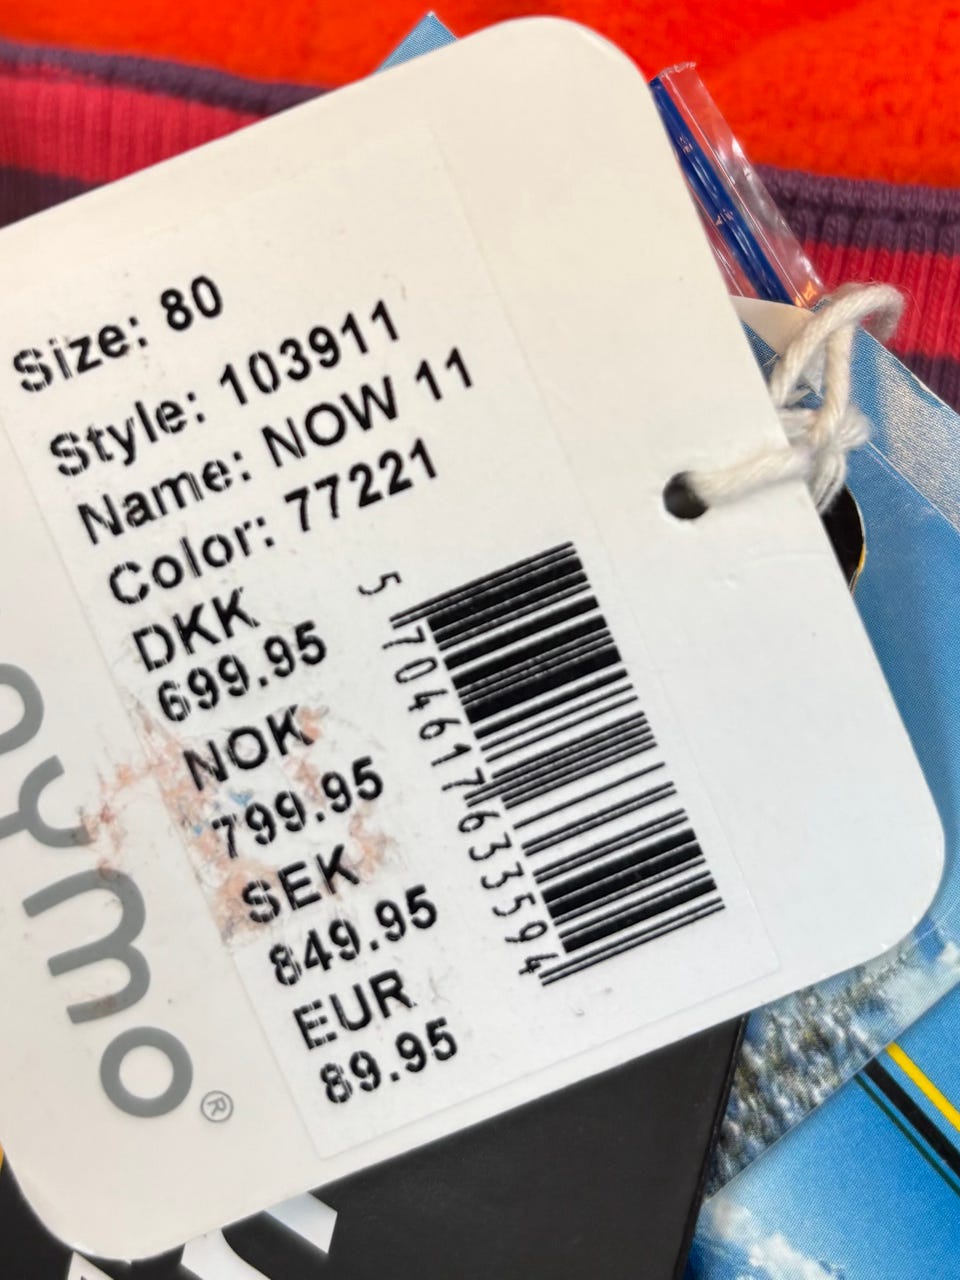 Size: 80
Style: 103911
Name: NOW 11
Color: 77221
DKK
699.95
NOK
799.95
SEK
849.95
EUR
89.95
5 704617 633594
®